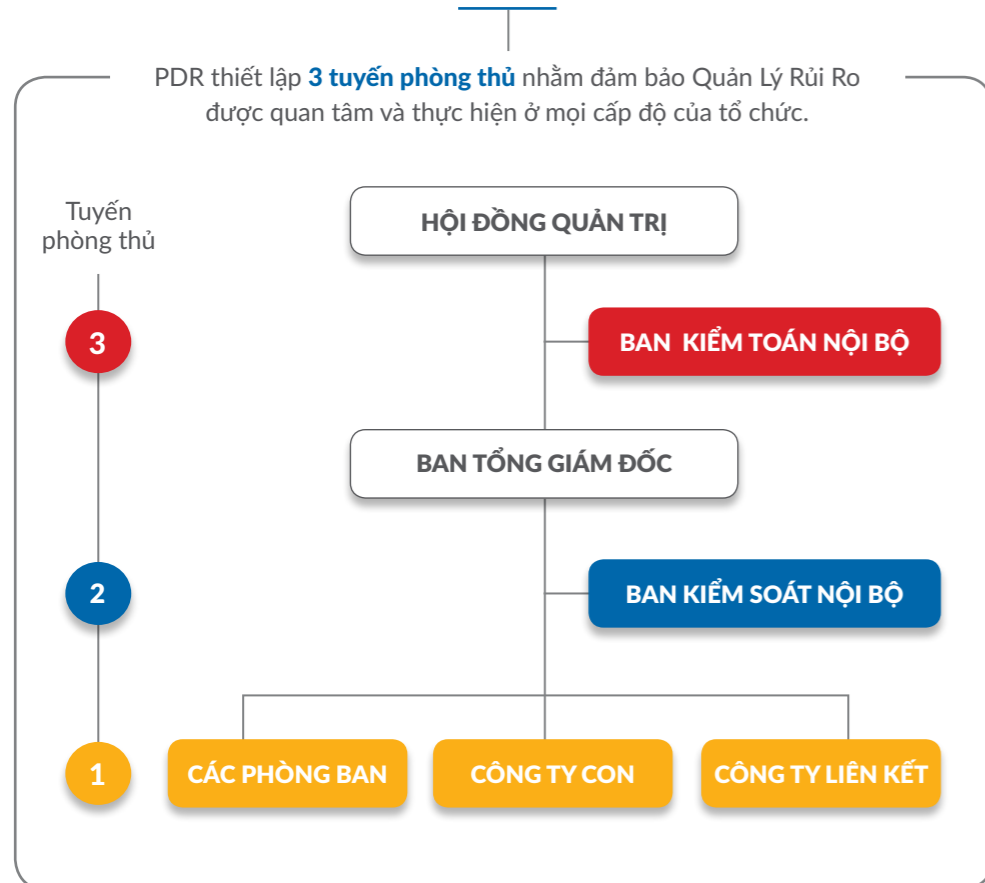 PDR thiết lập 3 tuyến phòng thủ nhằm đảm bảo Quản Lý Rủi Ro
được quan tâm và thực hiện ở mọi cấp độ của tổ chức.
Tuyến
phòng thủ
HỘI ĐỒNG QUẢN TRỊ
3
BAN KIỂM TOÁN NỘI BỘ
BAN TỔNG GIÁM ĐỐC
2
BAN KIỂM SOÁT NỘI BỘ
1
CÁC PHÒNG BAN
CÔNG TY CON
CÔNG TY LIÊN KẾT